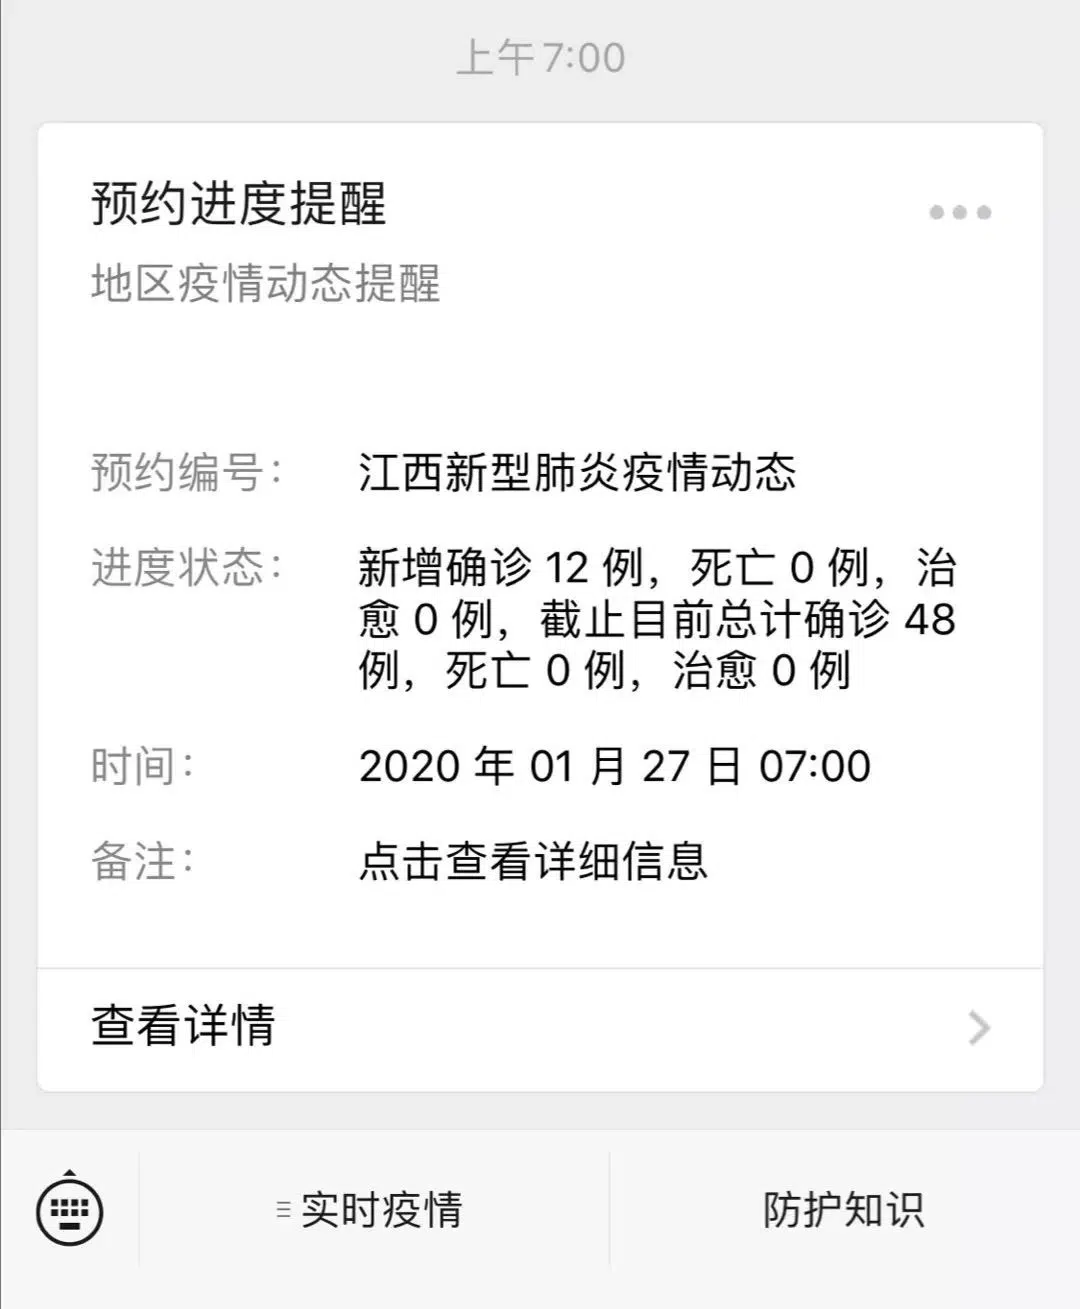 上午7:00
预约进度提醒
地区疫情动态提醒
预约编号： 江西新型肺炎疫情动态
进度状态： 新增确诊 12 例，死亡 0 例，治
愈 0 例，截止目前总计确诊 48
例，死亡 0 例，治愈 0 例
时间： 2020 年 01 月 27 日 07:00
备注： 点击查看详细信息
查看详情
实时疫情
防护知识